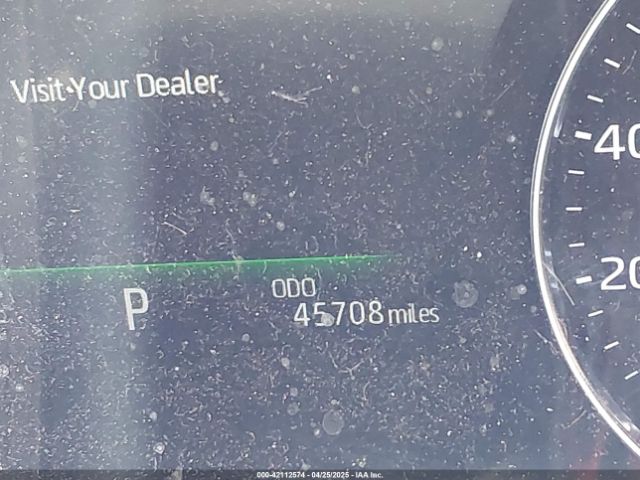 Visit Your Dealer
40
20
P
ODO
45708 miles
000-42112574 - 04/25/2025 - IAA Inc.